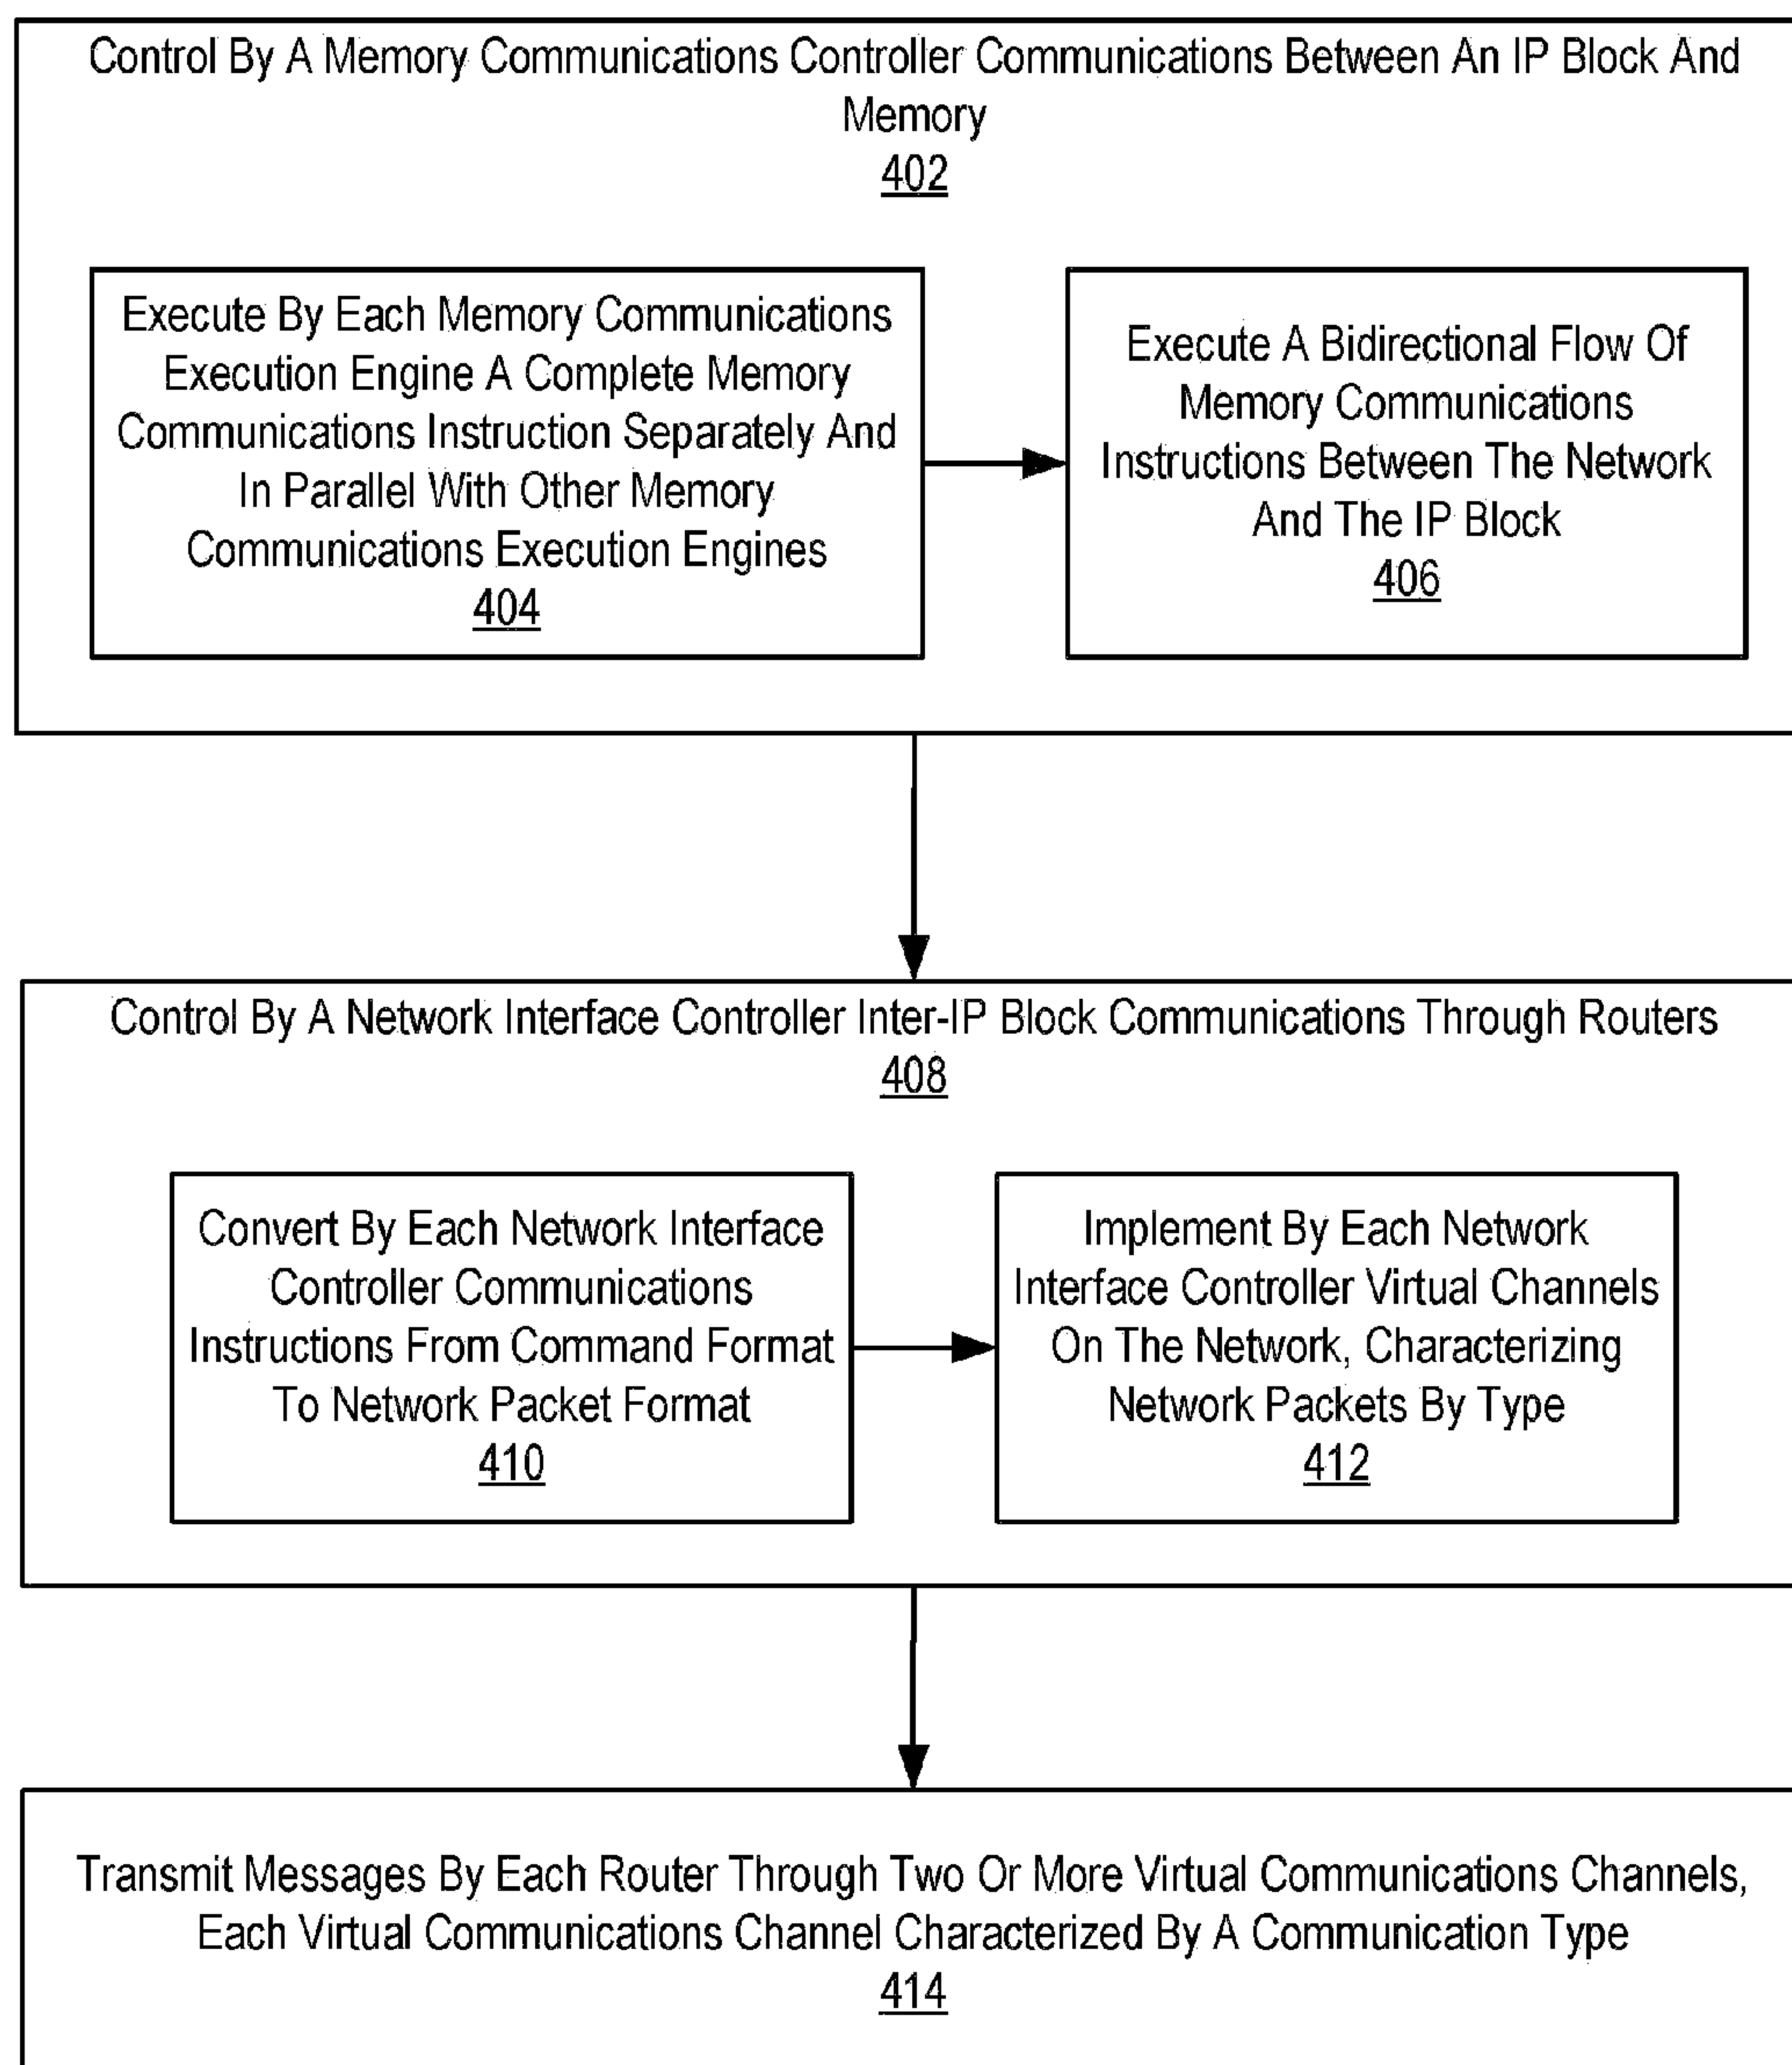 Control By A Memory Communications Controller Communications Between An IP Block And
Memory
402
Execute By Each Memory Communications
Execution Engine A Complete Memory
Communications Instruction Separately And
In Parallel With Other Memory
Communications Execution Engines
404
Execute A Bidirectional Flow Of
Memory Communications
Instructions Between The Network
And The IP Block
406
Control By A Network Interface Controller Inter-IP Block Communications Through Routers
408
Convert By Each Network Interface
Controller Communications
Instructions From Command Format
To Network Packet Format
410
Implement By Each Network
Interface Controller Virtual Channels
On The Network, Characterizing
Network Packets By Type
412
Transmit Messages By Each Router Through Two Or More Virtual Communications Channels,
Each Virtual Communications Channel Characterized By A Communication Type
414